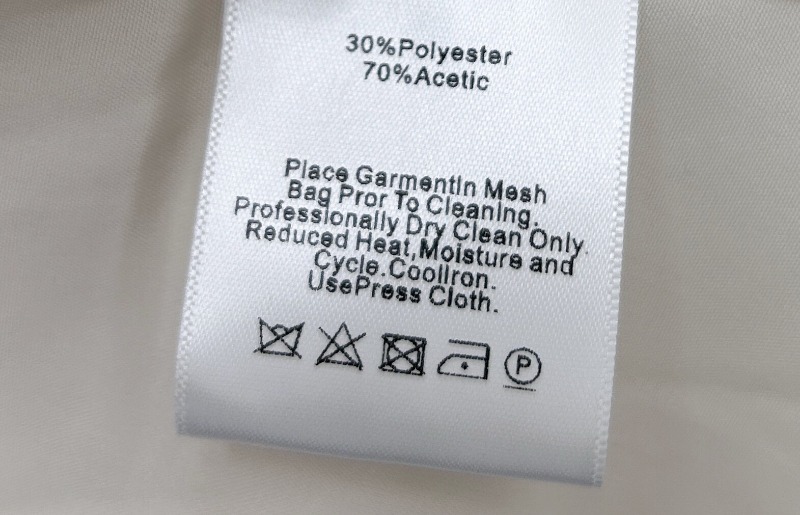 30%Polyester
70%Acetic
Place GarmentIn Mesh
Bag Pror To Cleaning.
Professionally Dry Clean Only.
Reduced Heat,Moisture and
Cycle.CoolIron.
UsePress Cloth.
P